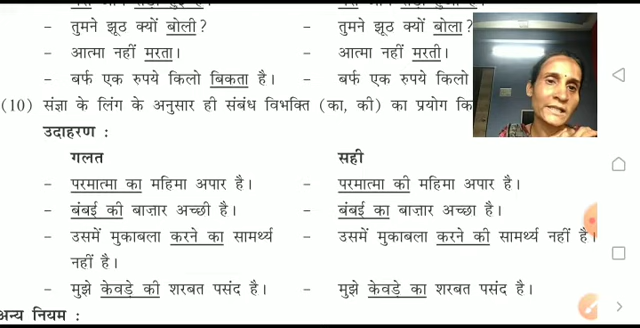 - तुमने झूठ क्यों बोली? - तुमने झूठ क्यों बोला?
- आत्मा नहीं मरता। - आत्मा नहीं मरती।
- बर्फ एक रुपये किलो बिकता है। - बर्फ एक रुपये किलो
(10) संज्ञा के लिंग के अनुसार ही संबंध विभक्ति (का, की) का प्रयोग
उदाहरण :
गलत सही
- परमात्मा का महिमा अपार है। - परमात्मा की महिमा अपार है।
- बंबई की बाज़ार अच्छी है। - बंबई का बाज़ार अच्छा है।
- उसमें मुकाबला करने का सामर्थ्य - उसमें मुकाबला करने की सामर्थ्य नहीं है।
नहीं है।
- मुझे केवड़े की शरबत पसंद है। - मुझे केवड़े का शरबत पसंद है।
अन्य नियम :